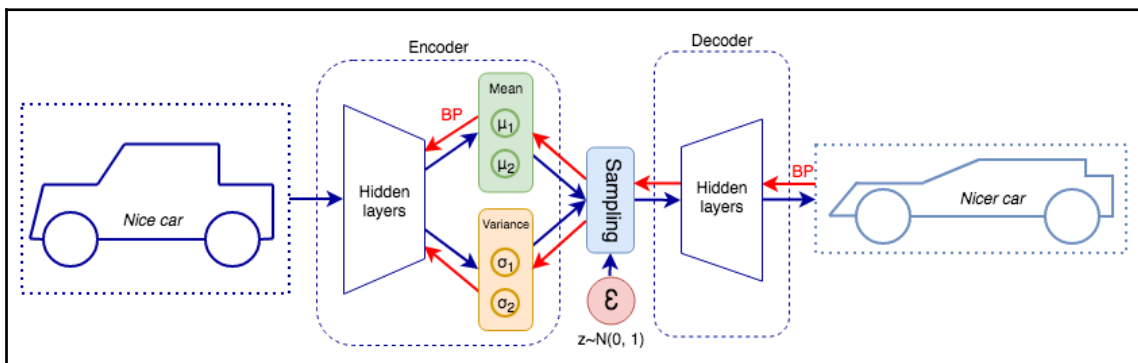 Encoder
Decoder
Nice car
Hidden
layers
BP
Mean
μ1
μ2
Variance
σ1
σ2
Sampling
ε
z~N(0, 1)
Hidden
layers
BP
Nicer car